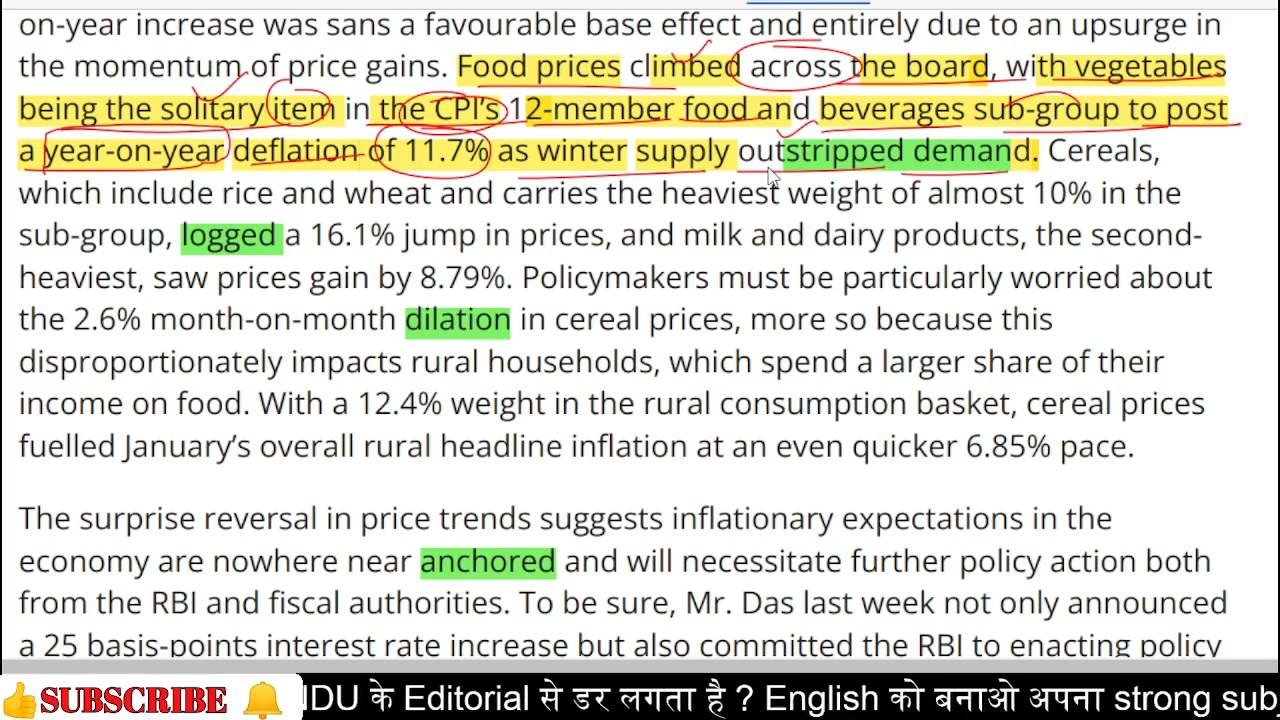 on-year increase was sans a favourable base effect and entirely due to an upsurge in
the momentum of price gains. Food prices climbed across the board, with vegetables
being the solitary item in the CPI's 12-member food and beverages sub-group to post
a year-on-year deflation of 11.7% as winter supply outstripped demand. Cereals,
which include rice and wheat and carries the heaviest weight of almost 10% in the
sub-group, logged a 16.1% jump in prices, and milk and dairy products, the second-
heaviest, saw prices gain by 8.79%. Policymakers must be particularly worried about
the 2.6% month-on-month dilation in cereal prices, more so because this
disproportionately impacts rural households, which spend a larger share of their
income on food. With a 12.4% weight in the rural consumption basket, cereal prices
fuelled January's overall rural headline inflation at an even quicker 6.85% pace.
The surprise reversal in price trends suggests inflationary expectations in the
economy are nowhere near anchored and will necessitate further policy action both
from the RBI and fiscal authorities. To be sure, Mr. Das last week not only announced
a 25 basis-points interest rate increase but also committed the RBI to enacting policy
SUBSCRIBE
IDU के Editorial से डर लगता है ? English को बनाओ अपना strong sub